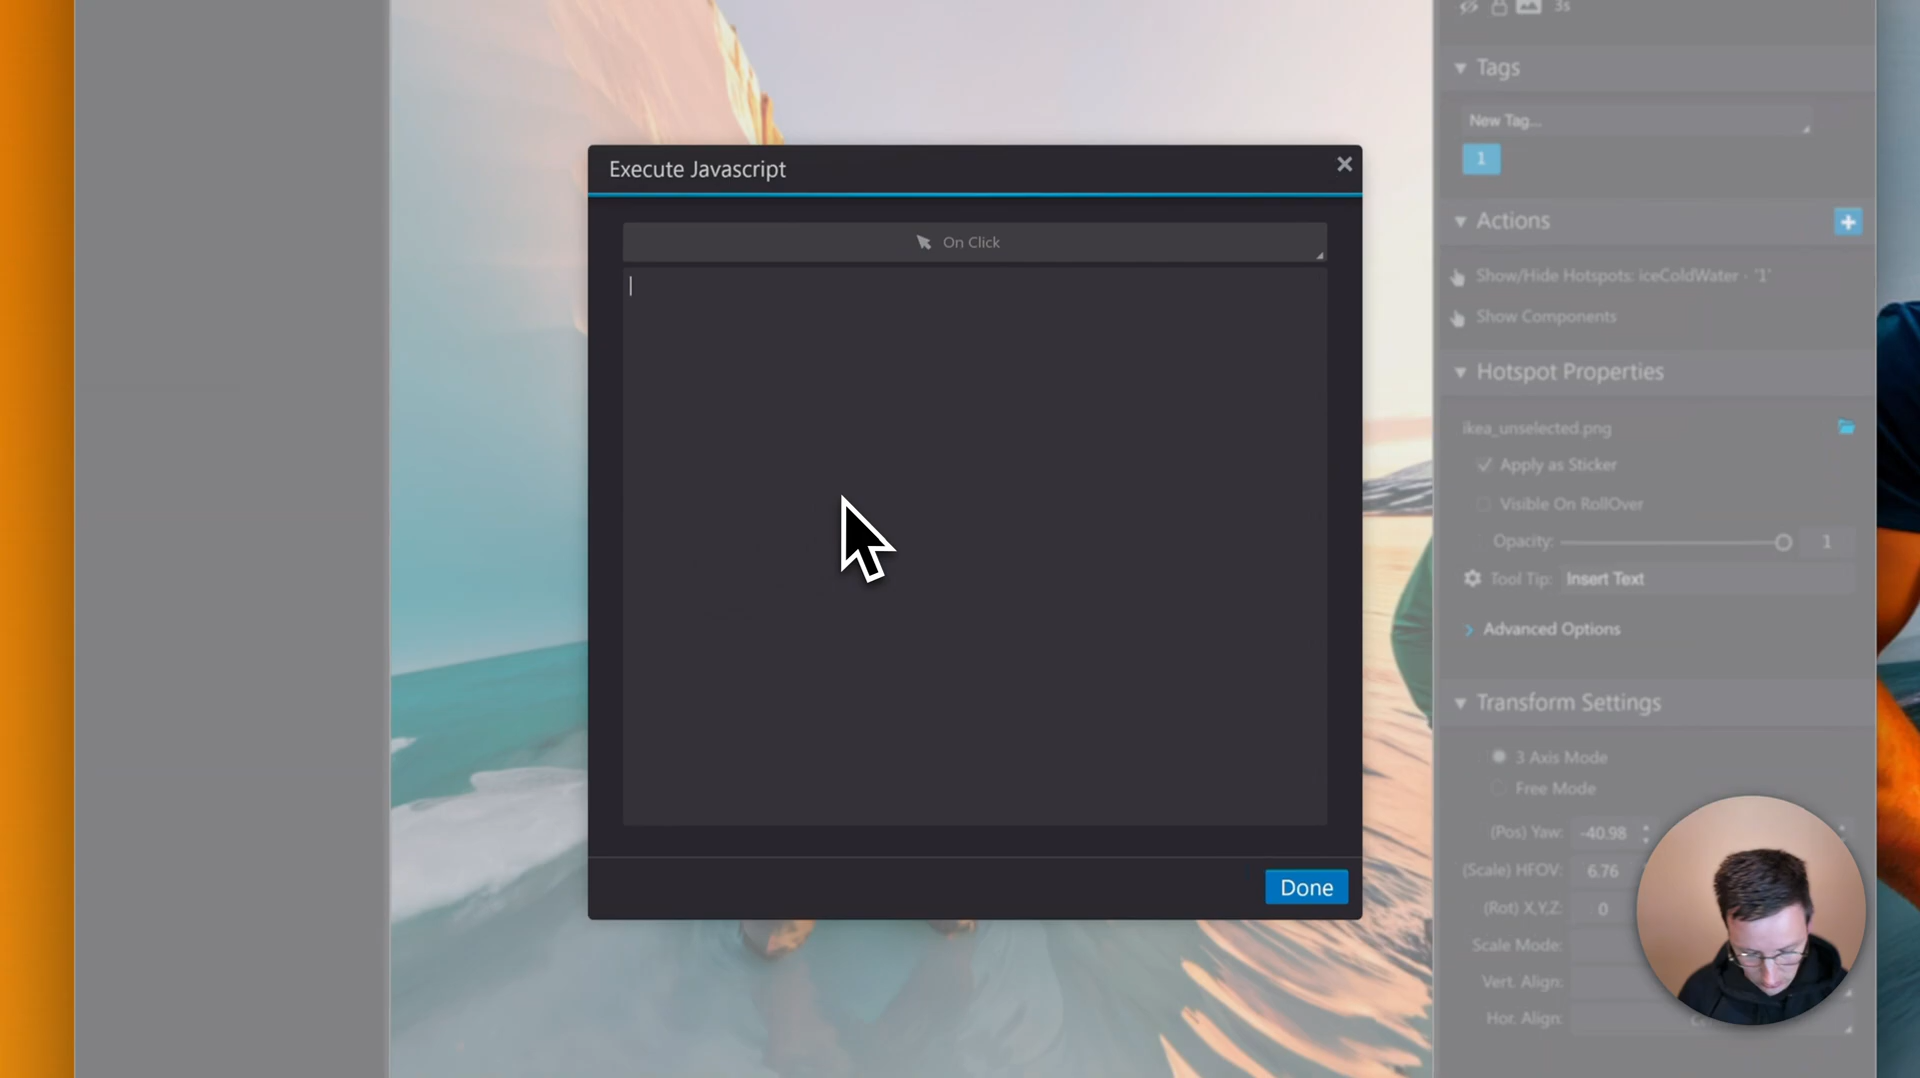 3s
Tags
New Tag...
1
Execute Javascript
On Click
Actions
Show/Hide Hotspots: iceColdWater - '1'
Show Components
Hotspot Properties
ikea_unselected.png
Apply as Sticker
Visible On RollOver
Opacity: 1
Tool Tip: Insert Text
Advanced Options
Transform Settings
3 Axis Mode
Free Mode
(Pos) Yaw: -40.98
(Scale) HFOV: 6.76
(Rot) X,Y,Z: 0
Scale Mode:
Vert. Align:
Hor. Align:
Done